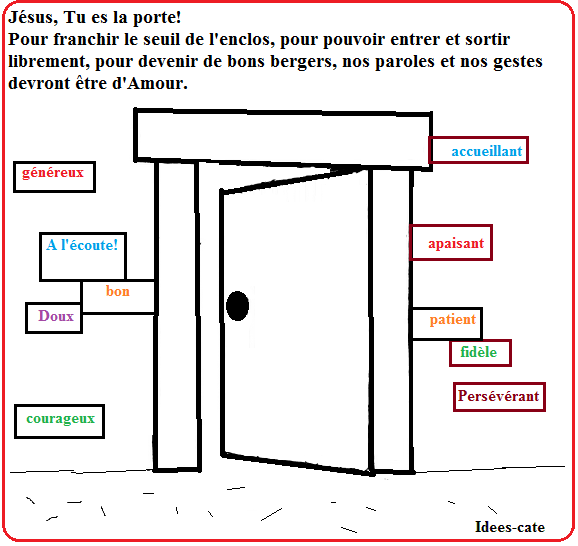 Jésus, Tu es la porte!
Pour franchir le seuil de l'enclos, pour pouvoir entrer et sortir
librement, pour devenir de bons bergers, nos paroles et nos gestes
devront être d'Amour.
accueillant
généreux
apaisant
A l'écoute!
bon
Doux
patient
fidèle
Persévérant
courageux
Idees-cate